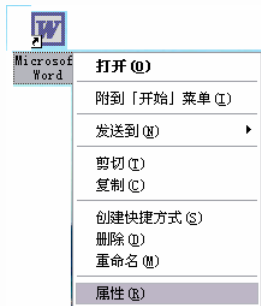 Microsof
Word
打开(O)
附到「开始」菜单(I)
发送到(N)
剪切(T)
复制(C)
创建快捷方式(S)
删除(D)
重命名(M)
属性(R)